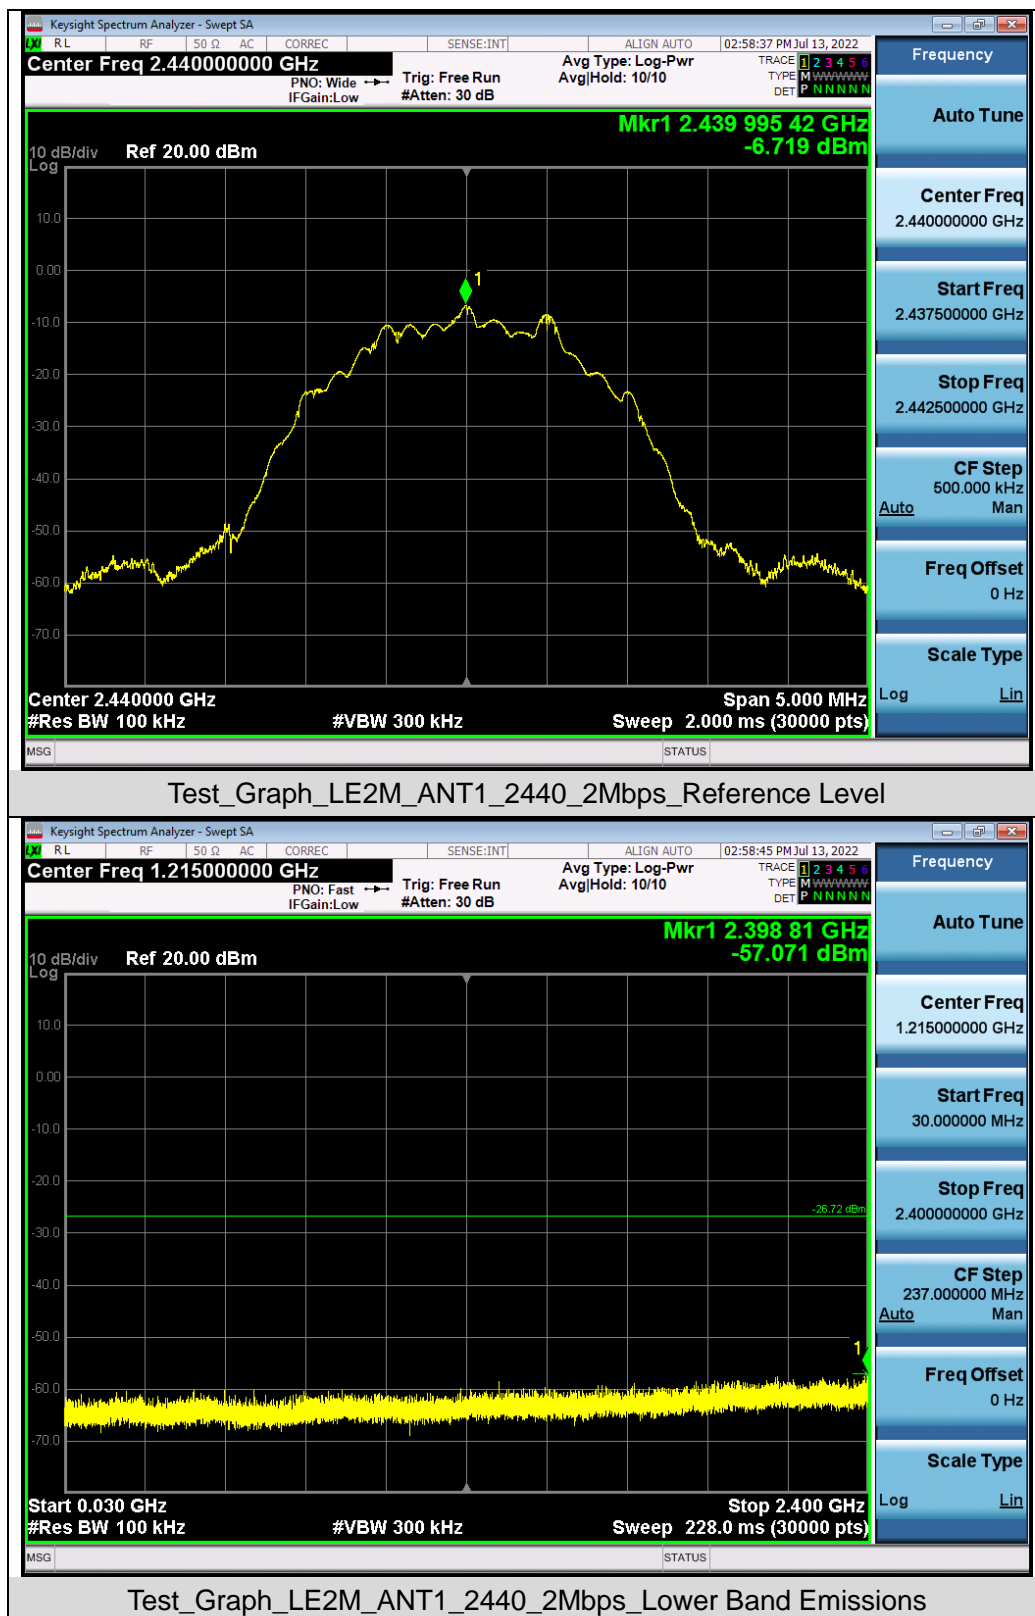 Keysight Spectrum Analyzer - Swept SA
LXI RL RF 50 Ω AC CORREC SENSE:INT ALIGN AUTO 02:58:37 PM Jul 13, 2022
Center Freq 2.440000000 GHz
PNO: Wide
IFGain:Low
Trig: Free Run
#Atten: 30 dB
Avg Type: Log-Pwr
Avg|Hold: 10/10
TRACE 1 2 3 4 5 6
TYPE M WWWWW
DET P N N N N N
Mkr1 2.439 995 42 GHz
-6.719 dBm
10 dB/div Ref 20.00 dBm
Log
10.0
0.00
-10.0
-20.0
-30.0
-40.0
-50.0
-60.0
-70.0
1
Center 2.440000 GHz Span 5.000 MHz
#Res BW 100 kHz #VBW 300 kHz Sweep 2.000 ms (30000 pts)
MSG STATUS
Frequency
Auto Tune
Center Freq
2.440000000 GHz
Start Freq
2.437500000 GHz
Stop Freq
2.442500000 GHz
CF Step
500.000 kHz
Auto Man
Freq Offset
0 Hz
Scale Type
Log Lin
Test_Graph_LE2M_ANT1_2440_2Mbps_Reference Level
Keysight Spectrum Analyzer - Swept SA
LXI RL RF 50 Ω AC CORREC SENSE:INT ALIGN AUTO 02:58:45 PM Jul 13, 2022
Center Freq 1.215000000 GHz
PNO: Fast
IFGain:Low
Trig: Free Run
#Atten: 30 dB
Avg Type: Log-Pwr
Avg|Hold: 10/10
TRACE 1 2 3 4 5 6
TYPE M WWWWW
DET P N N N N N
Mkr1 2.398 81 GHz
-57.071 dBm
10 dB/div Ref 20.00 dBm
Log
10.0
0.00
-10.0
-20.0
-26.72 dBm
-30.0
-40.0
-50.0
-60.0
-70.0
1
Start 0.030 GHz Stop 2.400 GHz
#Res BW 100 kHz #VBW 300 kHz Sweep 228.0 ms (30000 pts)
MSG STATUS
Frequency
Auto Tune
Center Freq
1.215000000 GHz
Start Freq
30.000000 MHz
Stop Freq
2.400000000 GHz
CF Step
237.000000 MHz
Auto Man
Freq Offset
0 Hz
Scale Type
Log Lin
Test_Graph_LE2M_ANT1_2440_2Mbps_Lower Band Emissions